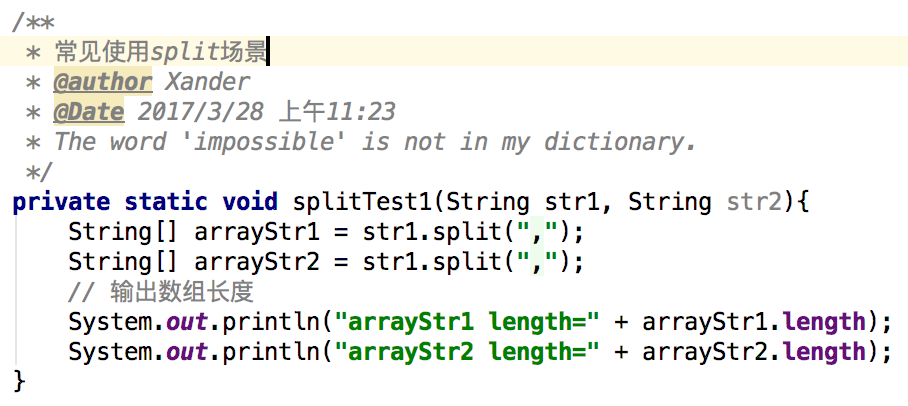 /**
 * 常见使用split场景
 * @author Xander
 * @Date 2017/3/28 上午11:23
 * The word 'impossible' is not in my dictionary.
 */
private static void splitTest1(String str1, String str2){
    String[] arrayStr1 = str1.split(",");
    String[] arrayStr2 = str1.split(",");
    // 输出数组长度
    System.out.println("arrayStr1 length=" + arrayStr1.length);
    System.out.println("arrayStr2 length=" + arrayStr2.length);
}